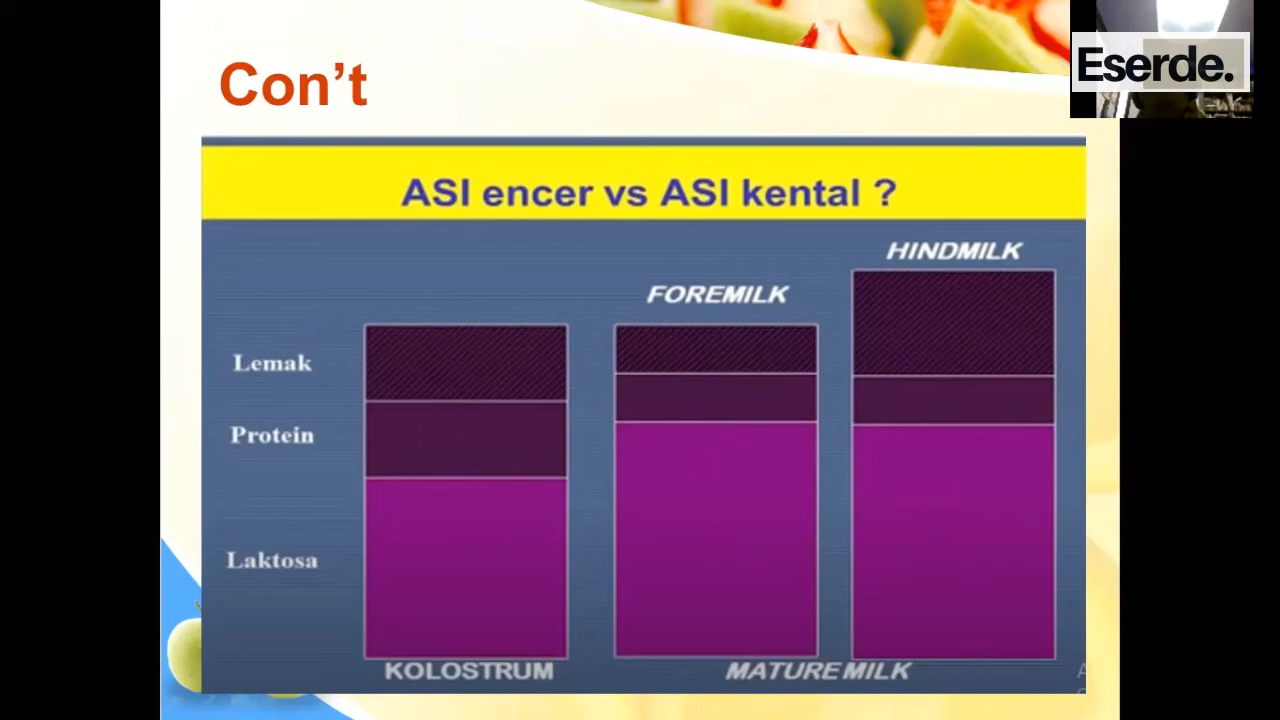 Con't
Eserde.
ASI encer vs ASI kental ?
HINDMILK
FOREMILK
Lemak
Protein
Laktosa
KOLOSTRUM
MATURE MILK